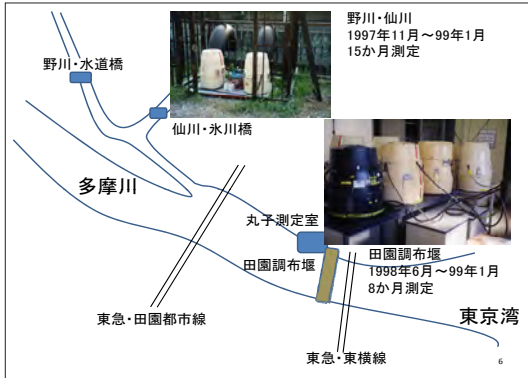 野川・仙川
1997年11月～99年1月
15か月測定
野川・水道橋
仙川・氷川橋
多摩川
丸子測定室
田園調布堰
田園調布堰
1998年6月～99年1月
8か月測定
東急・田園都市線
東京湾
東急・東横線
6